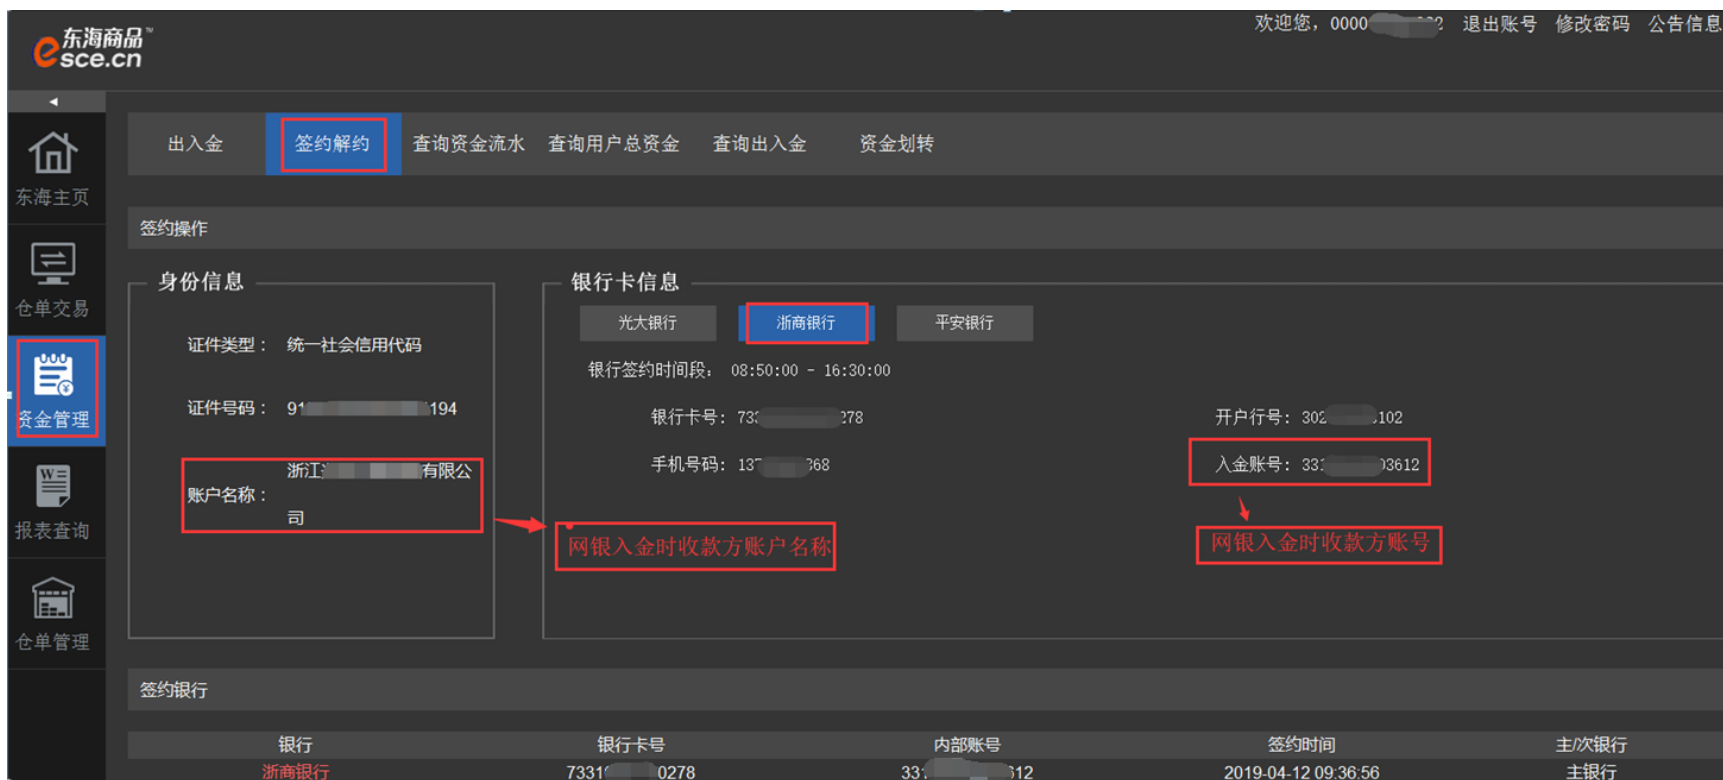 东海商品™
esce.cn
欢迎您，0000 2 退出账号 修改密码 公告信息
出入金 签约解约 查询资金流水 查询用户总资金 查询出入金 资金划转
东海主页
仓单交易
资金管理
报表查询
仓单管理
签约操作
身份信息
证件类型： 统一社会信用代码
证件号码： 91 194
浙江 有限公
账户名称：
司
银行卡信息
光大银行 浙商银行 平安银行
银行签约时间段： 08:50:00 - 16:30:00
银行卡号: 73 278 开户行号: 302 102
手机号码: 13 368 入金账号: 33 03612
网银入金时收款方账户名称 网银入金时收款方账号
签约银行
银行 银行卡号 内部账号 签约时间 主/次银行
浙商银行 7331 0278 33 612 2019-04-12 09:36:56 主银行